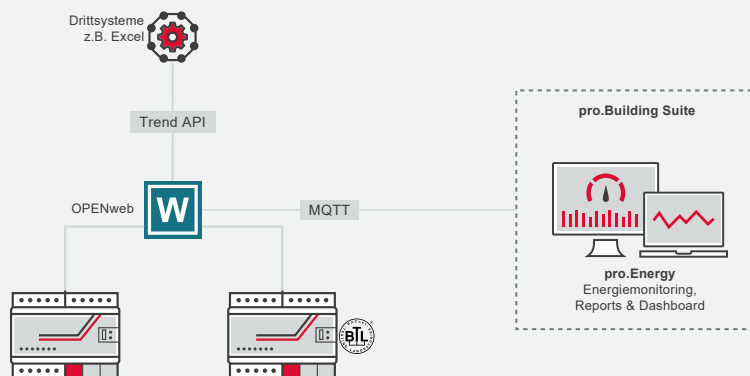 Drittsysteme
z.B. Excel
Trend API
pro.Building Suite
OPENweb
W
MQTT
pro.Energy
Energiemonitoring,
Reports & Dashboard
BTL